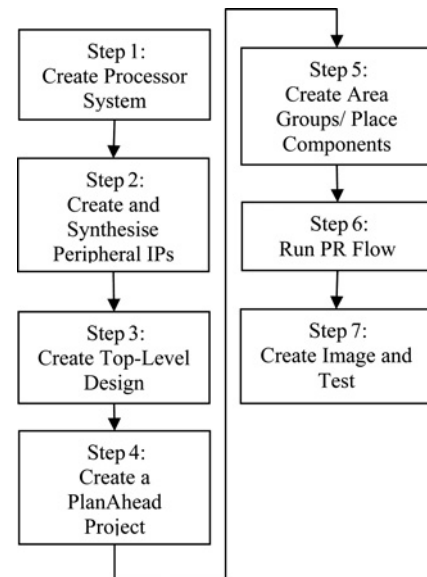 Step 1:
Create Processor
System
Step 2:
Create and
Synthesise
Peripheral IPs
Step 3:
Create Top-Level
Design
Step 4:
Create a
PlanAhead
Project
Step 5:
Create Area
Groups/ Place
Components
Step 6:
Run PR Flow
Step 7:
Create Image and
Test